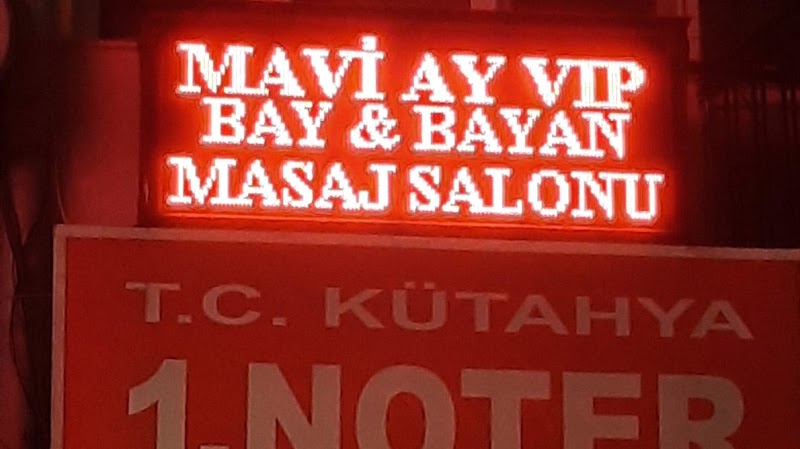 MAVİ AY VIP
BAY & BAYAN
MASAJ SALONU
T.C. KÜTAHYA
1.NOTER